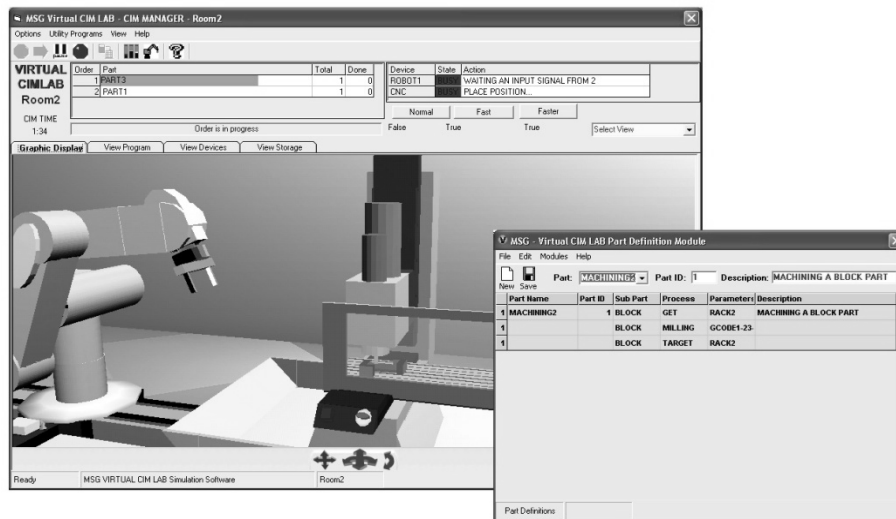 MSG Virtual CIM LAB - CIM MANAGER - Room2
Options Utility Programs View Help
VIRTUAL CIMLAB Room2
CIM TIME
1:34
Order Part Total Done
1 PART3 1 0
2 PART1 1 0
Order is in progress
Device State Action
ROBOT1 BUSY WAITING AN INPUT SIGNAL FROM 2
CNC BUSY PLACE POSITION...
Normal Fast Faster
False True True
Select View
Graphic Display View Program View Devices View Storage
Ready MSG VIRTUAL CIM LAB Simulation Software Room2
MSG - Virtual CIM LAB Part Definition Module
File Edit Modules Help
New Save Part: MACHINING2 Part ID: 1 Description: MACHINING A BLOCK PART
Part Name Part ID Sub Part Process Parameters Description
1 MACHINING2 1 BLOCK GET RACK2 MACHINING A BLOCK PART
1 BLOCK MILLING GCODE1-23-
1 BLOCK TARGET RACK2
Part Definitions